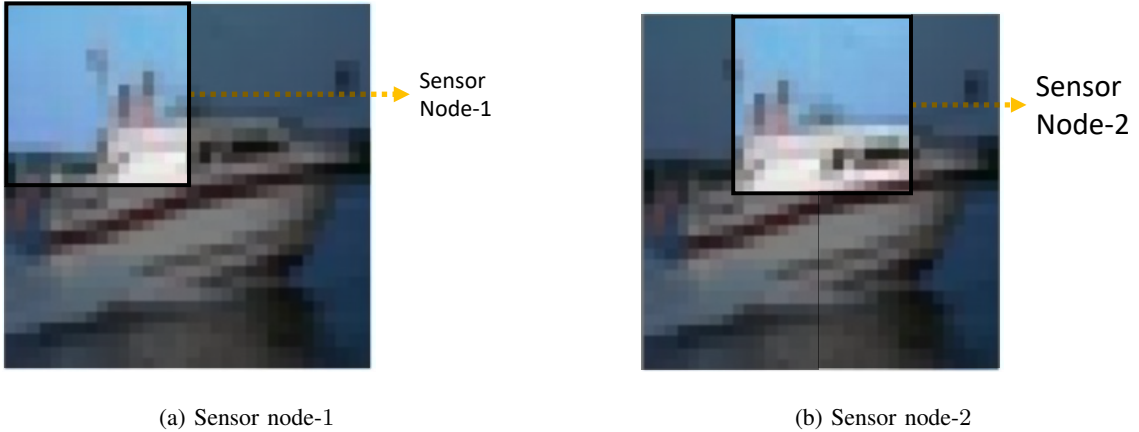 Sensor
Node-1
Sensor
Node-2
(a) Sensor node-1
(b) Sensor node-2